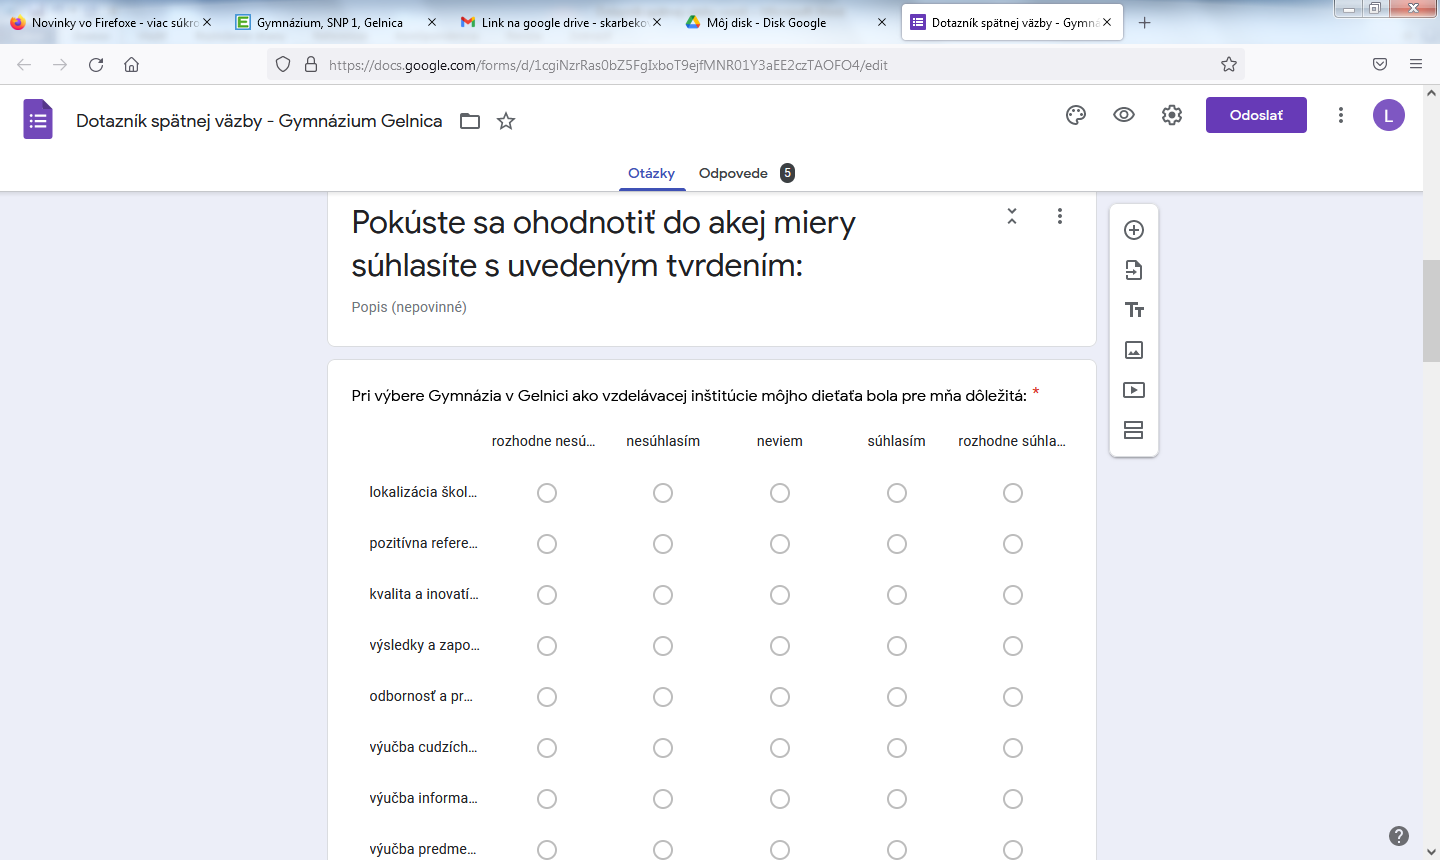 Novinky vo Firefoxe - viac súkro
Gymnázium, SNP 1, Gelnica
Link na google drive - skarbekov
Môj disk - Disk Google
Dotazník spätnej väzby - Gymná
https://docs.google.com/forms/d/1cgiNzrRas0bZ5FgIxboT9ejfMNR01Y3aEE2czTAOFO4/edit
Dotazník spätnej väzby - Gymnázium Gelnica
Odoslať
L
Otázky
Odpovede 5
Pokúste sa ohodnotiť do akej miery
súhlasíte s uvedeným tvrdením:
Popis (nepovinné)
Pri výbere Gymnázia v Gelnici ako vzdelávacej inštitúcie môjho dieťaťa bola pre mňa dôležitá: *
rozhodne nesú... nesúhlasím neviem súhlasím rozhodne súhla...
lokalizácia škol...
pozitívna refere...
kvalita a inovatí...
výsledky a zapo...
odbornosť a pr...
výučba cudzích...
výučba informa...
výučba predme...